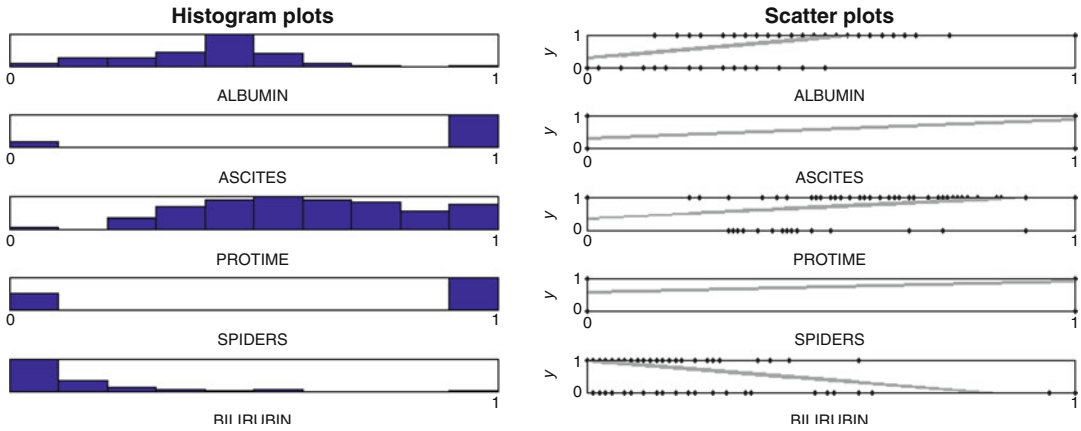 Histogram plots
0 1
ALBUMIN
0 1
ASCITES
0 1
PROTIME
0 1
SPIDERS
1
BILIRUBIN
Scatter plots
y 1
0
0 1
ALBUMIN
y 1
0
0 1
ASCITES
y 1
0
0 1
PROTIME
y 1
0
0 1
SPIDERS
y 1
0
1
BILIRUBIN